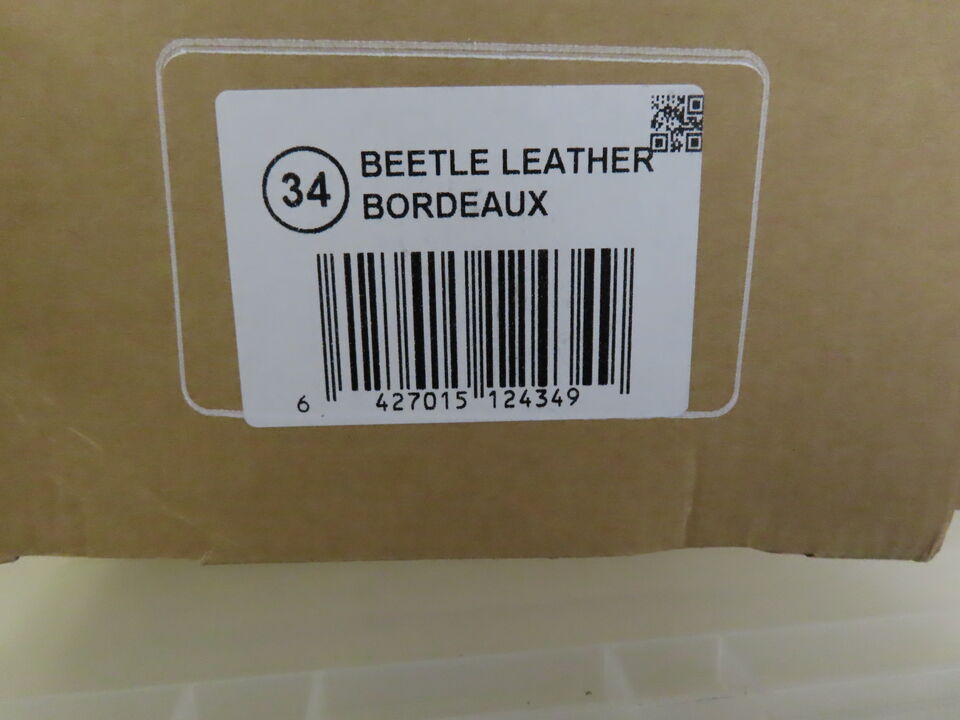 34
BEETLE LEATHER
BORDEAUX
6 427015 124349